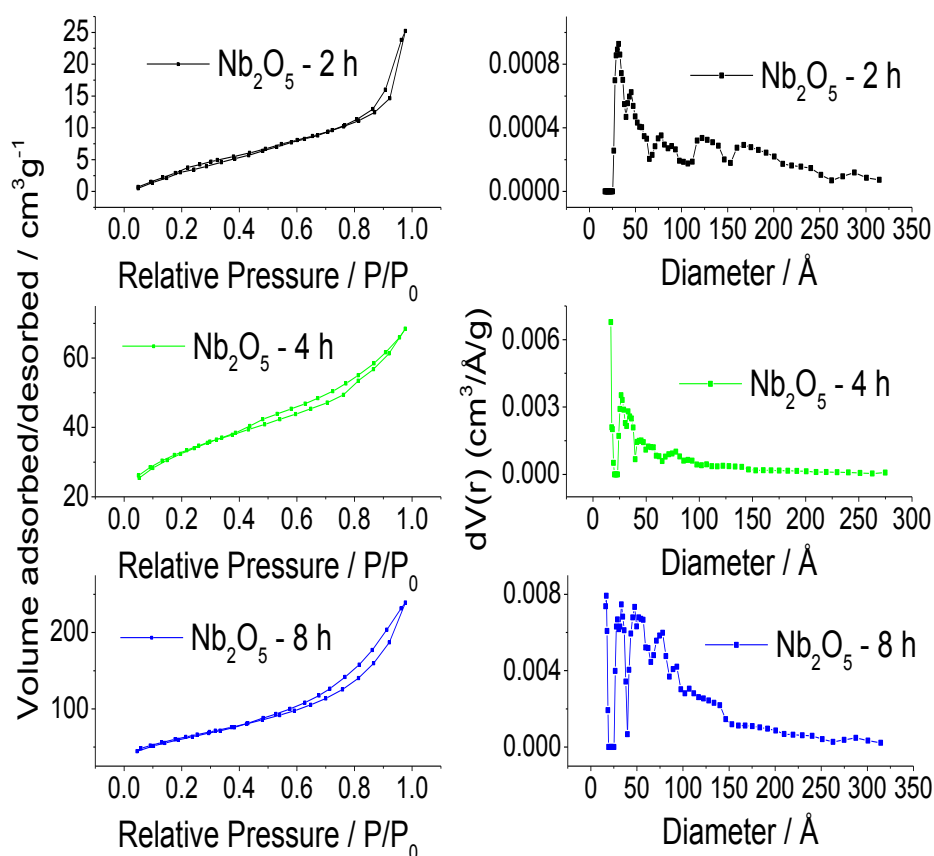 Volume adsorbed/desorbed / cm³g⁻¹
25
20
15
10
5
0
Nb₂O₅ - 2 h
0.0 0.2 0.4 0.6 0.8 1.0
Relative Pressure / P/P₀
60
40
20
Nb₂O₅ - 4 h
0.0 0.2 0.4 0.6 0.8 1.0
Relative Pressure / P/P₀
200
100
Nb₂O₅ - 8 h
0.0 0.2 0.4 0.6 0.8 1.0
Relative Pressure / P/P₀
dV(r) (cm³/Å/g)
0.0008
0.0004
0.0000
Nb₂O₅ - 2 h
0 50 100 150 200 250 300 350
Diameter / Å
0.006
0.003
0.000
Nb₂O₅ - 4 h
0 50 100 150 200 250 300
Diameter / Å
0.008
0.004
0.000
Nb₂O₅ - 8 h
0 50 100 150 200 250 300 350
Diameter / Å